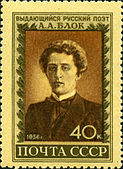 ВЫДАЮЩИЙСЯ РУССКИЙ ПОЭТ
А.А.БЛОК
1956г.
40К.
ПОЧТА СССР